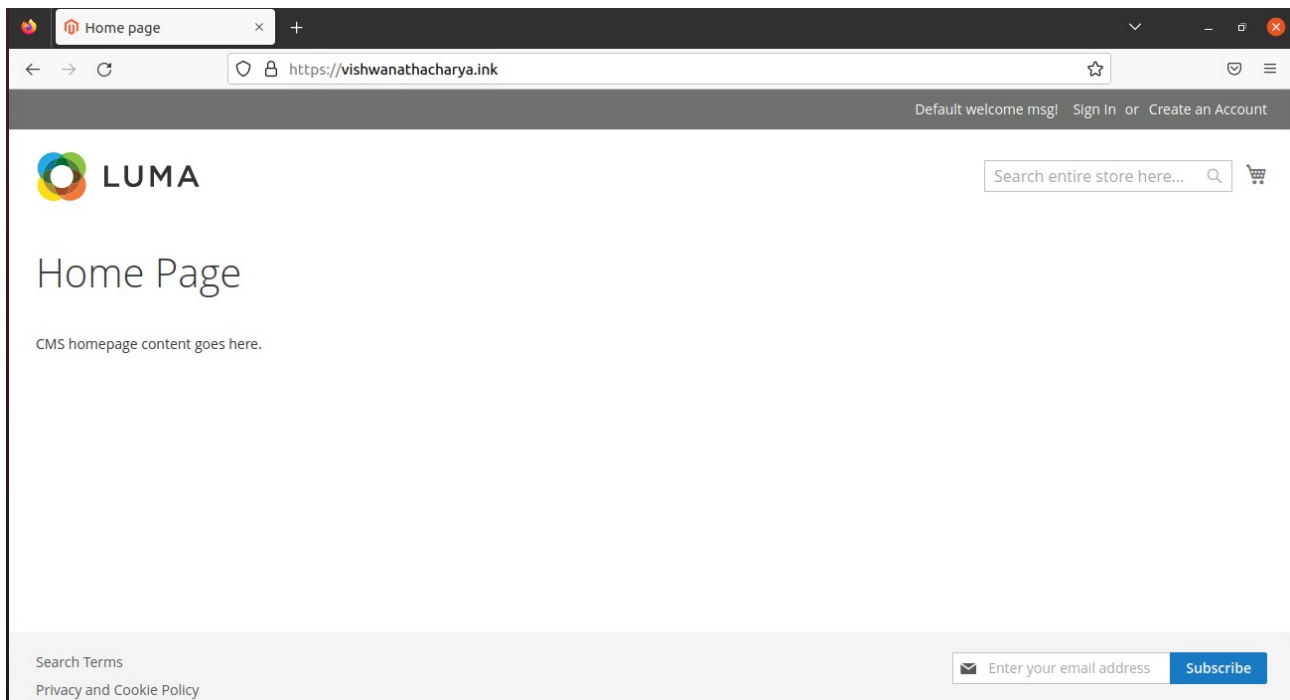 Home page
https://vishwanathacharya.ink
Default welcome msg! Sign In or Create an Account
LUMA
Search entire store here...
Home Page
CMS homepage content goes here.
Search Terms
Enter your email address Subscribe
Privacy and Cookie Policy